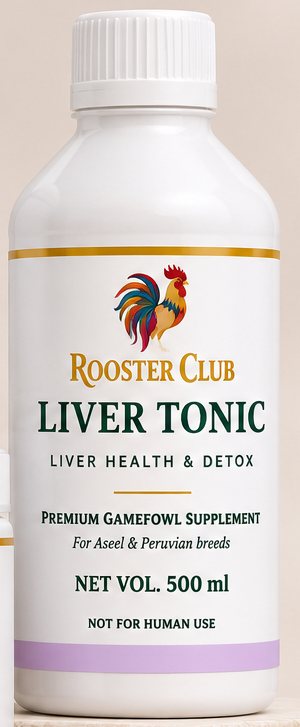 ROOSTER CLUB
LIVER TONIC
LIVER HEALTH & DETOX
PREMIUM GAMEFOWL SUPPLEMENT
For Aseel & Peruvian breeds
NET VOL. 500 ml
NOT FOR HUMAN USE